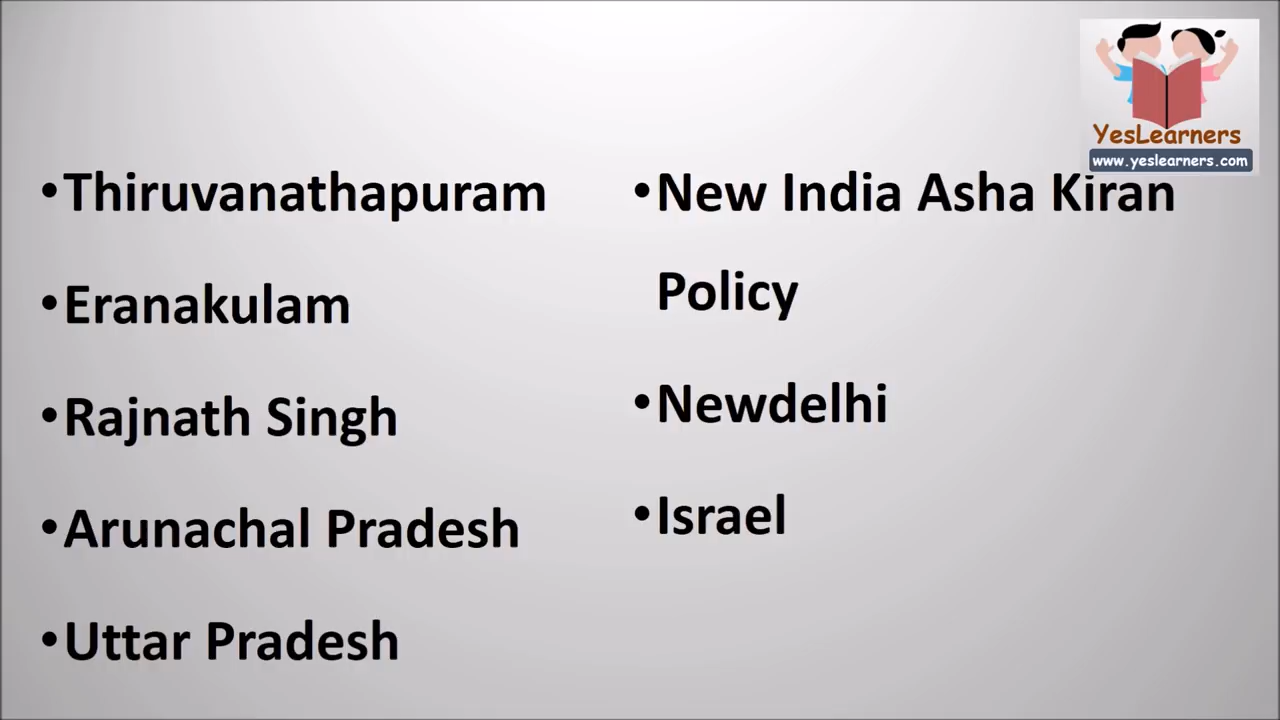 YesLearners
www.yeslearners.com
•Thiruvanathapuram
•Eranakulam
•Rajnath Singh
•Arunachal Pradesh
•Uttar Pradesh
•New India Asha Kiran
Policy
•Newdelhi
•Israel